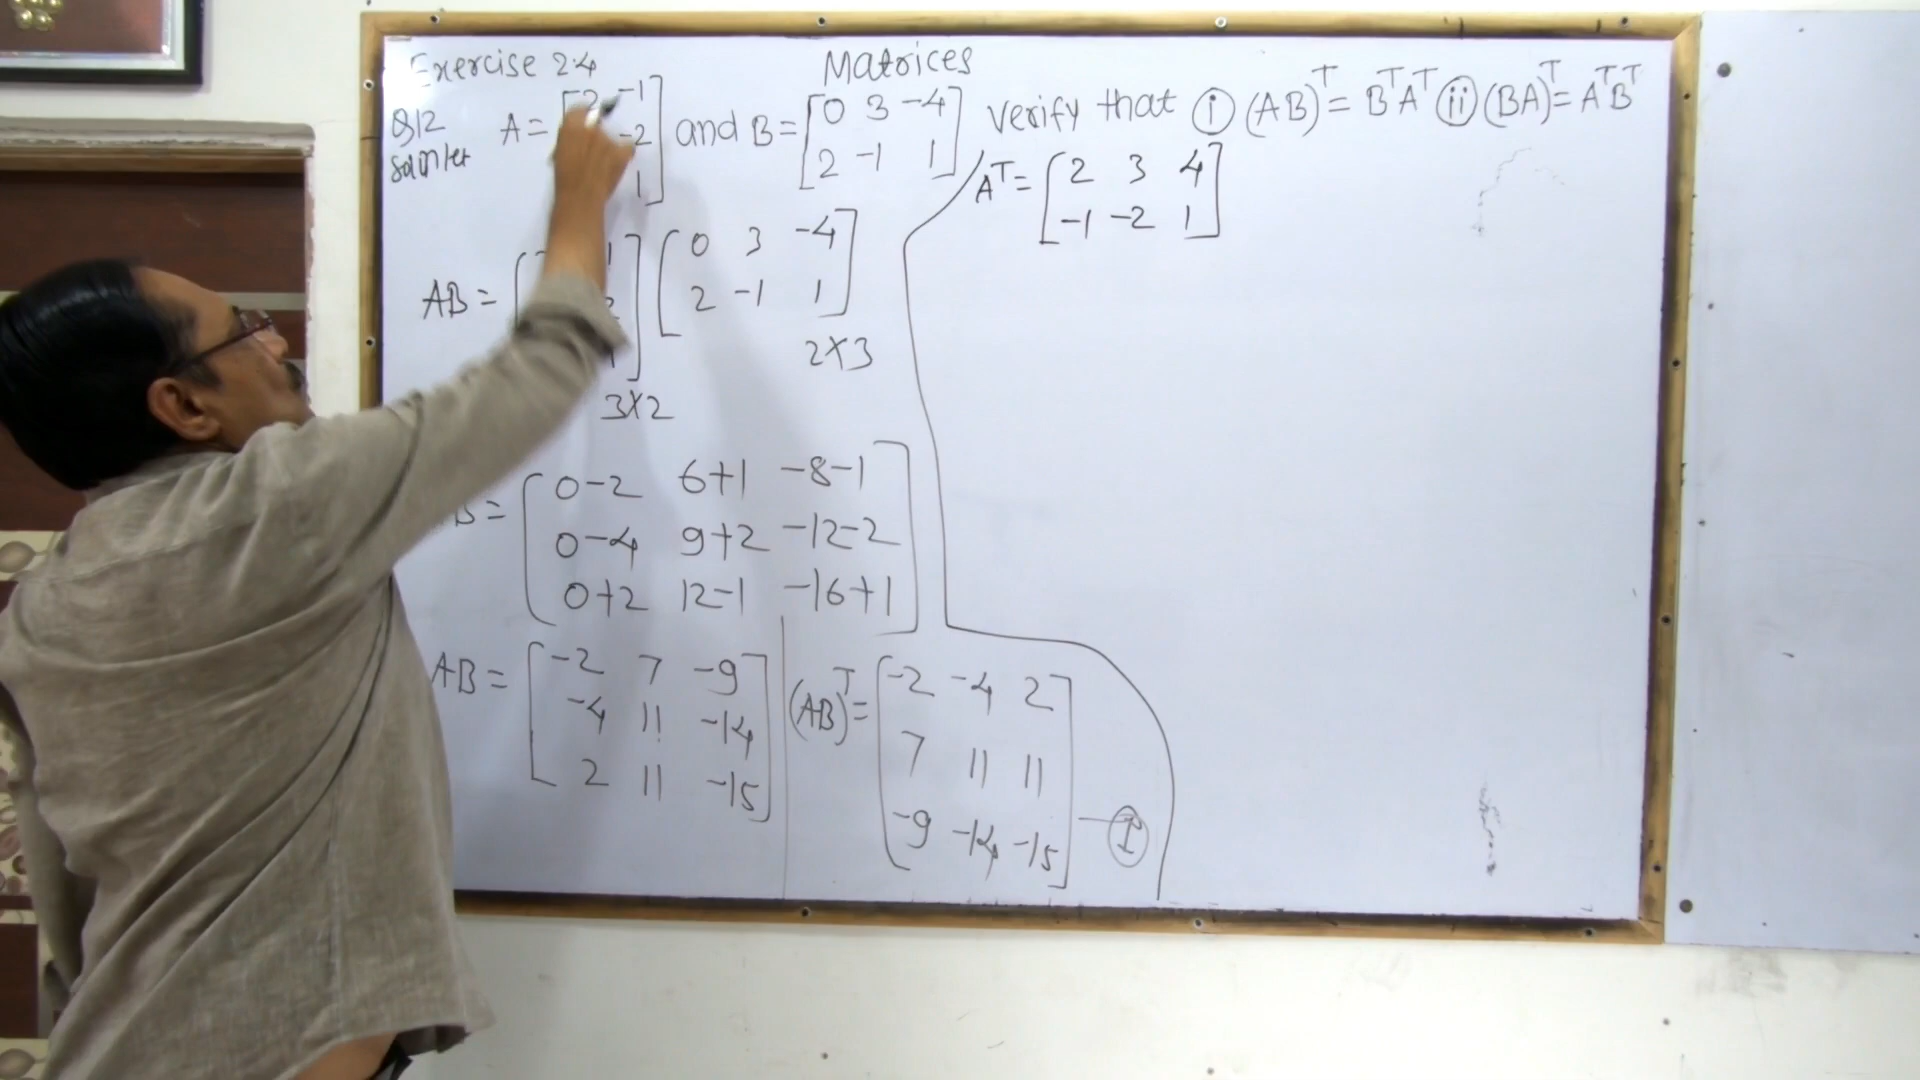 Exercise 2.4
Matrices
Q12
A = [2 -1
-2
1] and B = [0 3 -4
2 -1 1] verify that (i) (AB)^T = B^T A^T (ii) (BA)^T = A^T B^T
A^T = [2 3 4
-1 -2 1]
AB = [ ] [0 3 -4
2 -1 1]
2×3
3×2
B = [0-2 6+1 -8-1
0-4 9+2 -12-2
0+2 12-1 -16+1]
AB = [-2 7 -9
-4 11 -14
2 11 -15]
(AB)^T = [-2 -4 2
7 11 11
-9 -14 -15] — (I)